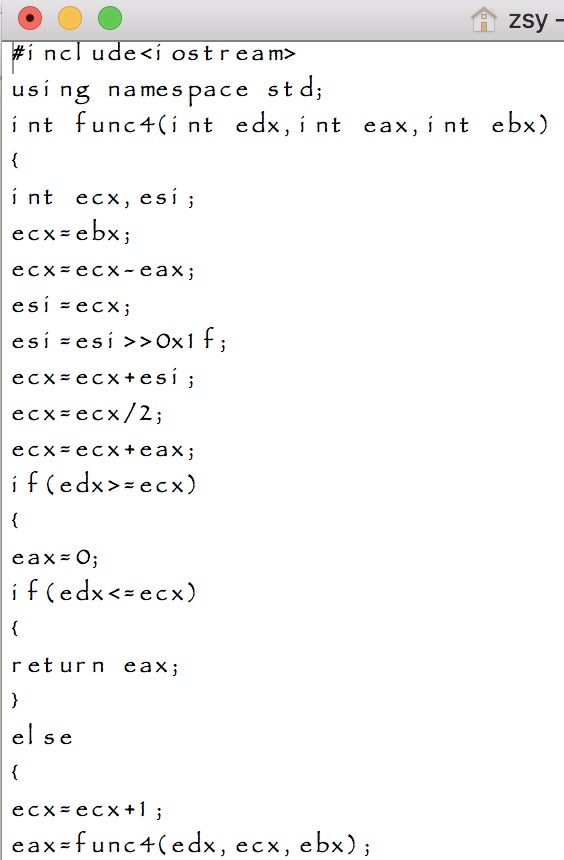 zsy –
#include<iostream>
using namespace std;
int func4(int edx,int eax,int ebx)
{
int ecx,esi;
ecx=ebx;
ecx=ecx-eax;
esi=ecx;
esi=esi>>0x1f;
ecx=ecx+esi;
ecx=ecx/2;
ecx=ecx+eax;
if(edx>=ecx)
{
eax=0;
if(edx<=ecx)
{
return eax;
}
else
{
ecx=ecx+1;
eax=func4(edx,ecx,ebx);